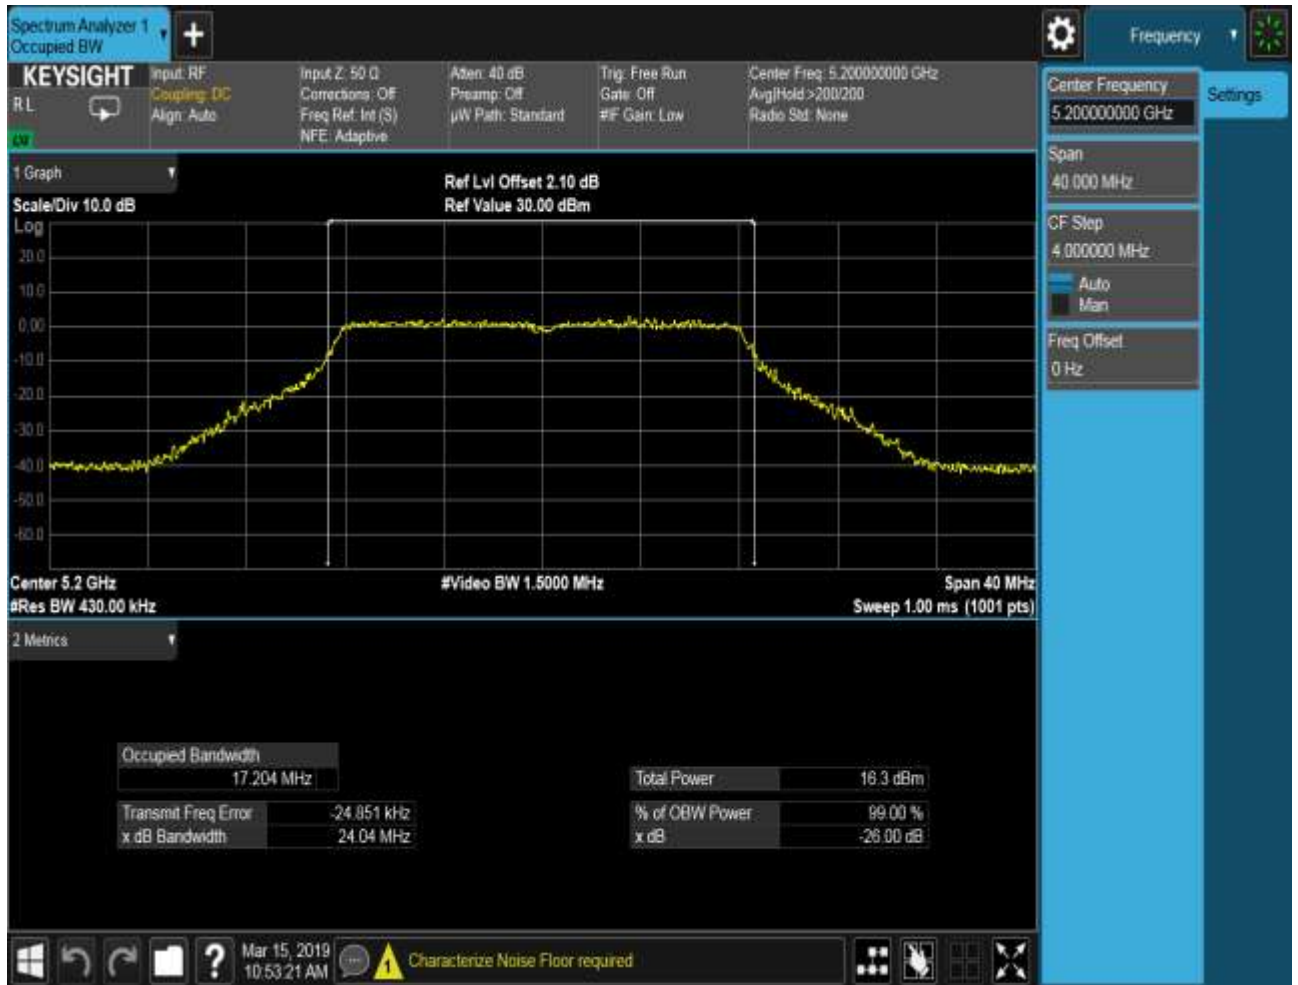 Spectrum Analyzer 1
Occupied BW
Frequency
KEYSIGHT
R L
Input: RF
Coupling: DC
Align: Auto
Input Z: 50 Ω
Corrections: Off
Freq Ref: Int (S)
NFE: Adaptive
Atten: 40 dB
Preamp: Off
µW Path: Standard
Trig: Free Run
Gate: Off
#IF Gain: Low
Center Freq: 5.200000000 GHz
Avg|Hold:>200/200
Radio Std: None
Center Frequency
5.200000000 GHz
Settings
Span
40.000 MHz
CF Step
4.000000 MHz
Auto
Man
Freq Offset
0 Hz
1 Graph
Scale/Div 10.0 dB
Ref Lvl Offset 2.10 dB
Ref Value 30.00 dBm
Log
20.0
10.0
0.00
-10.0
-20.0
-30.0
-40.0
-50.0
-60.0
Center 5.2 GHz
#Video BW 1.5000 MHz
Span 40 MHz
#Res BW 430.00 kHz
Sweep 1.00 ms (1001 pts)
2 Metrics
Occupied Bandwidth
17.204 MHz
Total Power 16.3 dBm
Transmit Freq Error -24.851 kHz
% of OBW Power 99.00 %
x dB Bandwidth 24.04 MHz
x dB -26.00 dB
?
Mar 15, 2019
10:53:21 AM
1
Characterize Noise Floor required